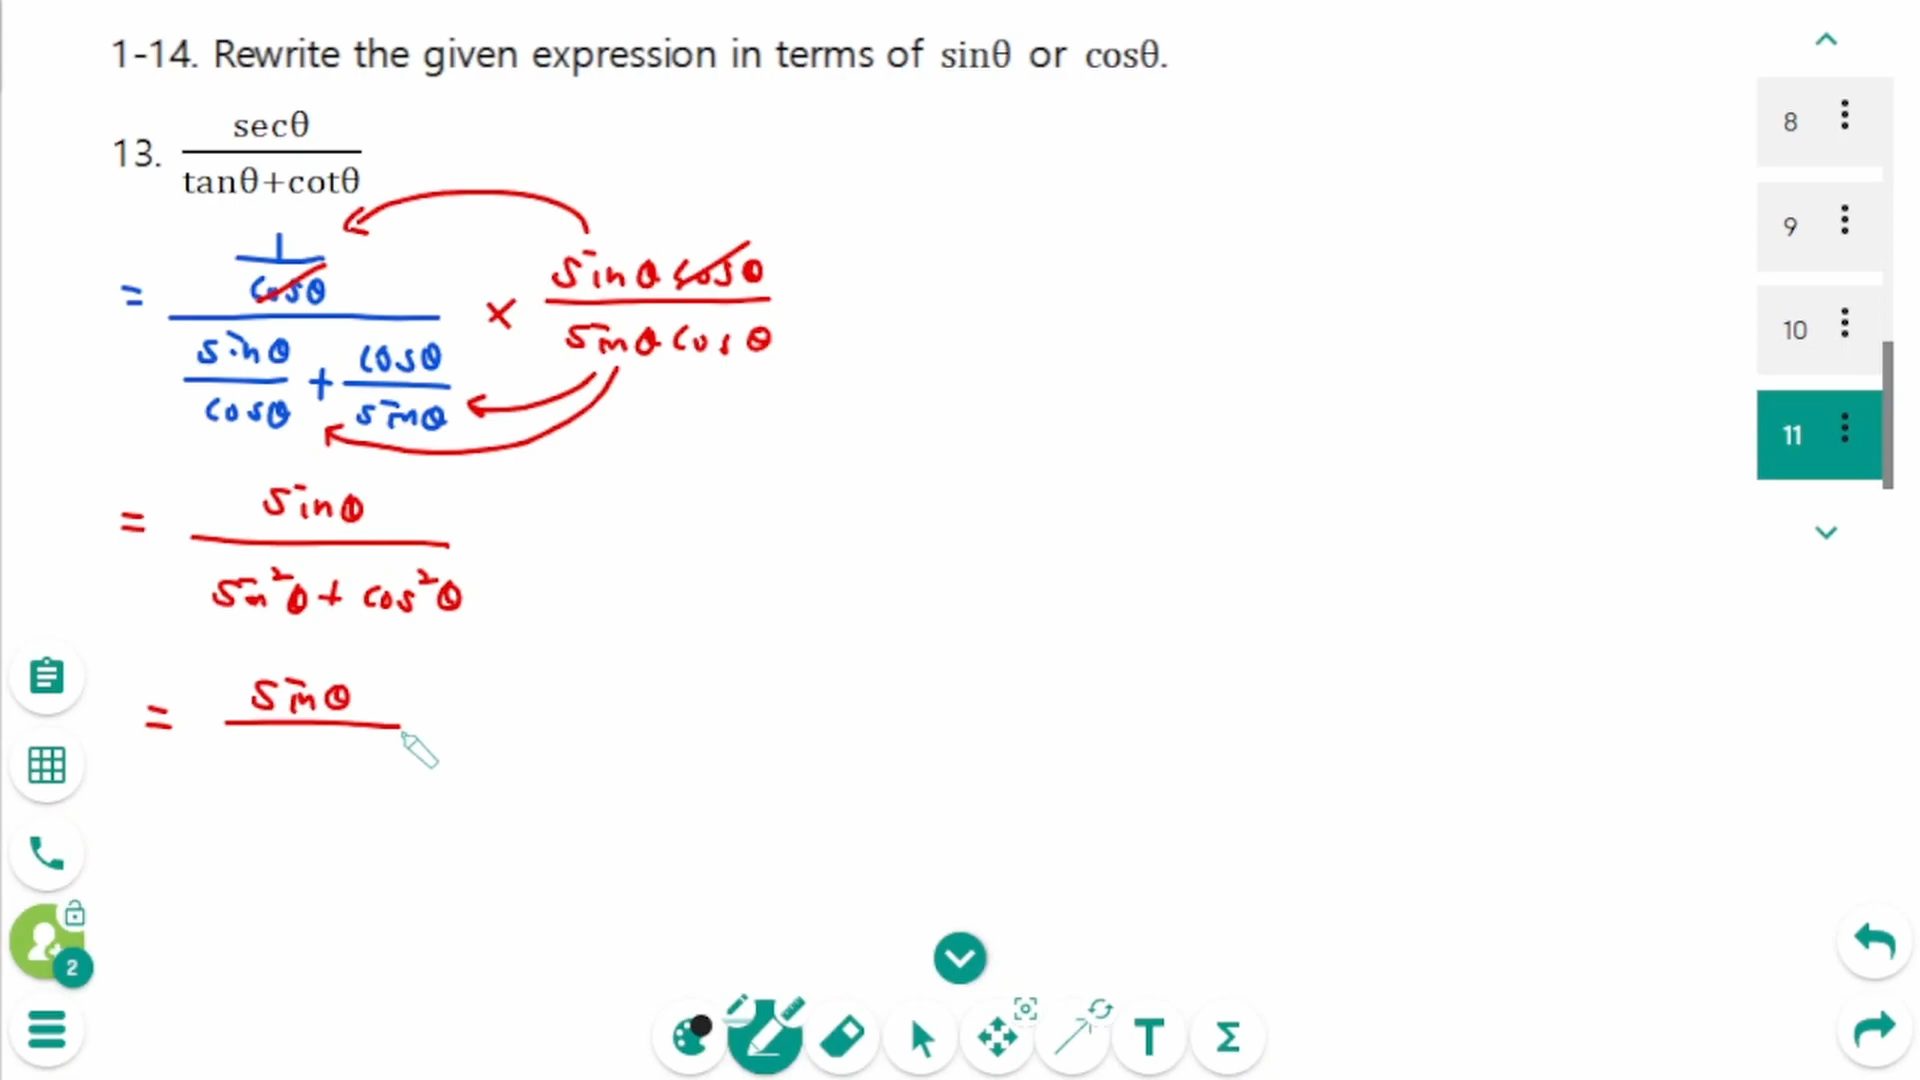 1-14. Rewrite the given expression in terms of sinθ or cosθ.
13. secθ
tanθ+cotθ
= 1
cosθ
sinθ
cosθ
+
cosθ
sinθ
×
sinθ cosθ
sinθ cosθ
= sinθ
sin²θ + cos²θ
= sinθ
8
9
10
11
2
T
Σ